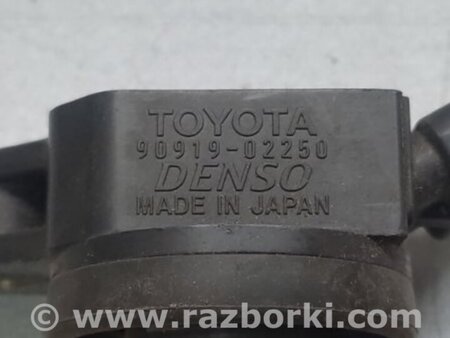 TOYOTA
90919-02250
DENSO
MADE IN JAPAN
www.razborki.com